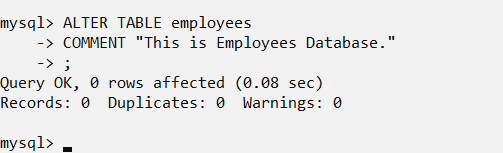 mysql> ALTER TABLE employees
    -> COMMENT "This is Employees Database."
    -> ;
Query OK, 0 rows affected (0.08 sec)
Records: 0  Duplicates: 0  Warnings: 0
mysql>